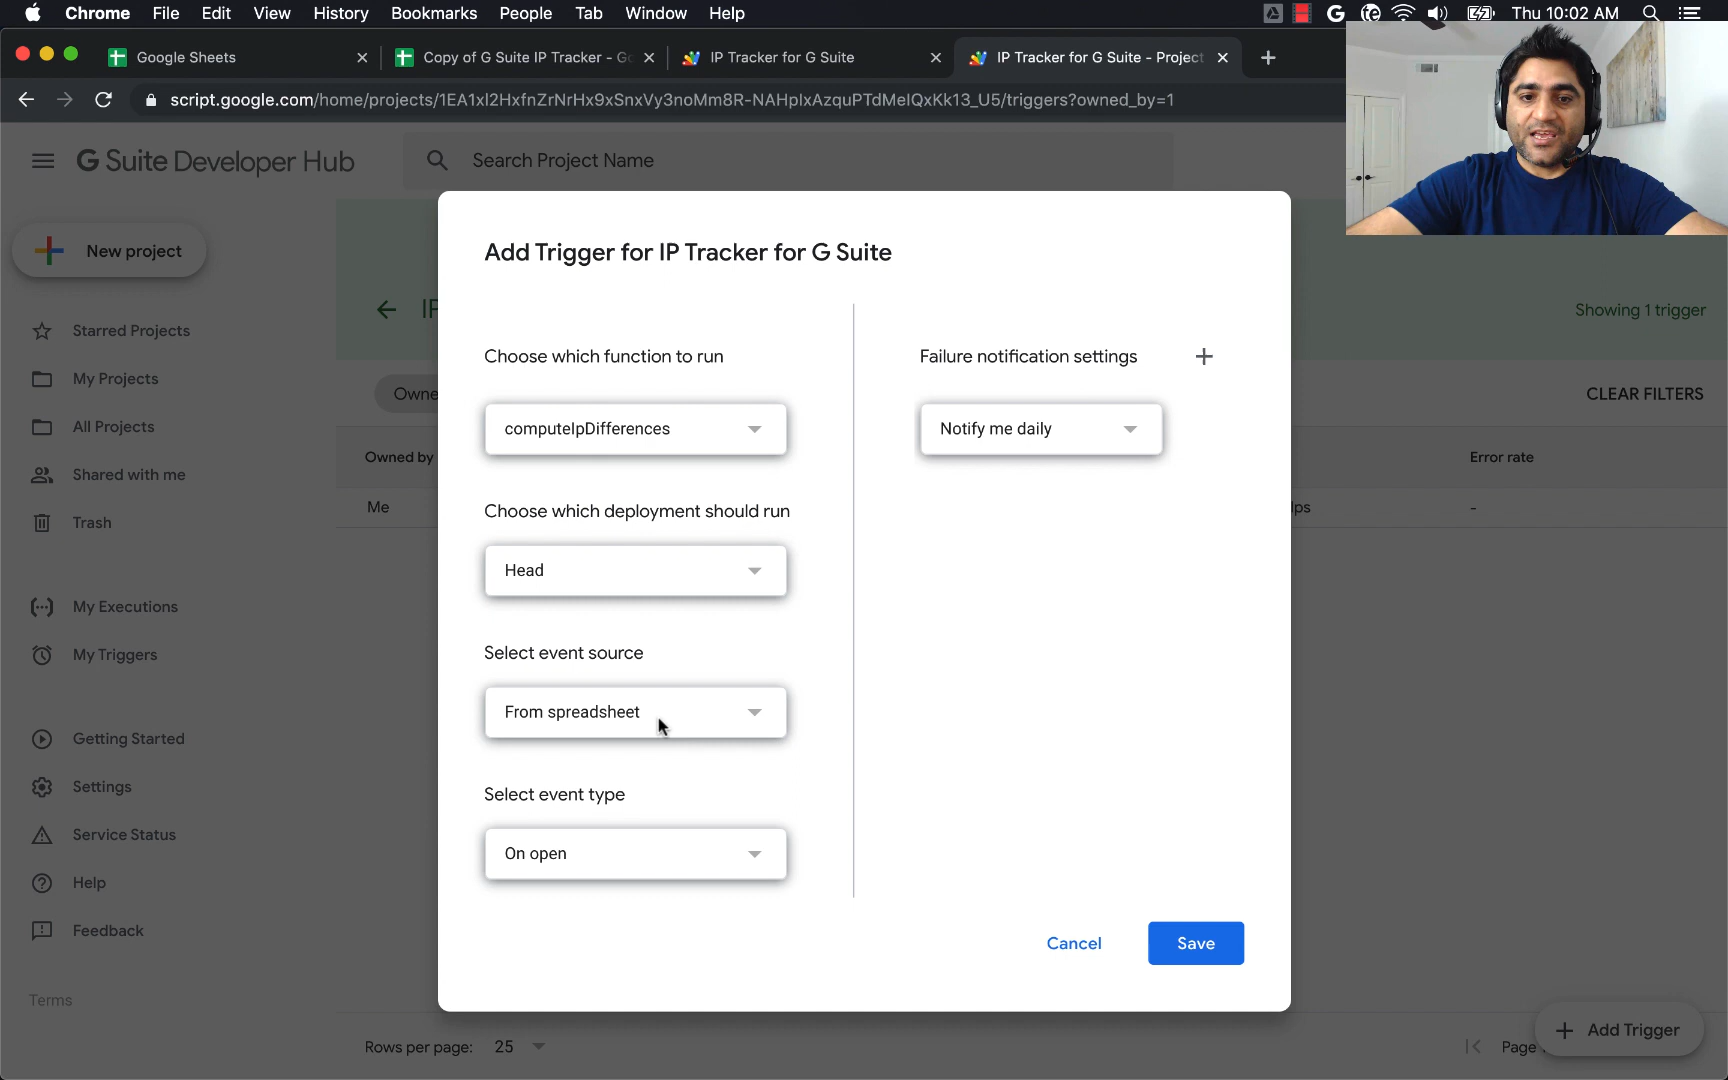 Chrome File Edit View History Bookmarks People Tab Window Help
Thu 10:02 AM
Google Sheets
Copy of G Suite IP Tracker - Go
IP Tracker for G Suite
IP Tracker for G Suite - Project
script.google.com/home/projects/1EA1xl2HxfnZrNrHx9xSnxVy3noMm8R-NAHplxAzquPTdMelQxKk13_U5/triggers?owned_by=1
G Suite Developer Hub
Search Project Name
New project
Starred Projects
My Projects
All Projects
Shared with me
Trash
My Executions
My Triggers
Getting Started
Settings
Service Status
Help
Feedback
Terms
IP
Showing 1 trigger
Owne
CLEAR FILTERS
Owned by
Error rate
Me
Ips
-
Add Trigger for IP Tracker for G Suite
Choose which function to run
computeIpDifferences
Choose which deployment should run
Head
Select event source
From spreadsheet
Select event type
On open
Failure notification settings
Notify me daily
Cancel
Save
Rows per page: 25
Page
Add Trigger